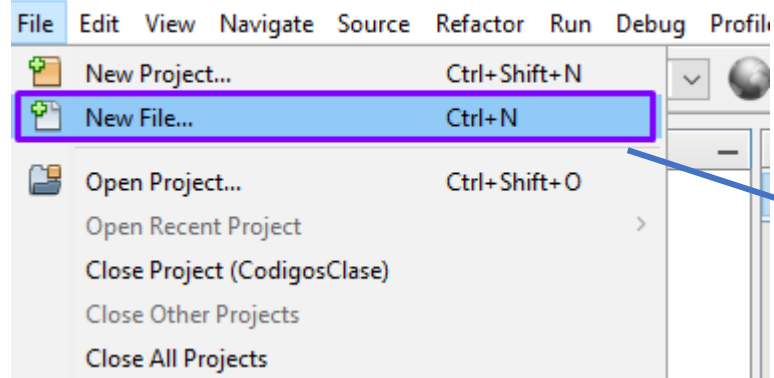 File Edit View Navigate Source Refactor Run Debug
New Project... Ctrl+Shift+N
New File... Ctrl+N
Open Project... Ctrl+Shift+O
Open Recent Project
Close Project (CodigosClase)
Close Other Projects
Close All Projects